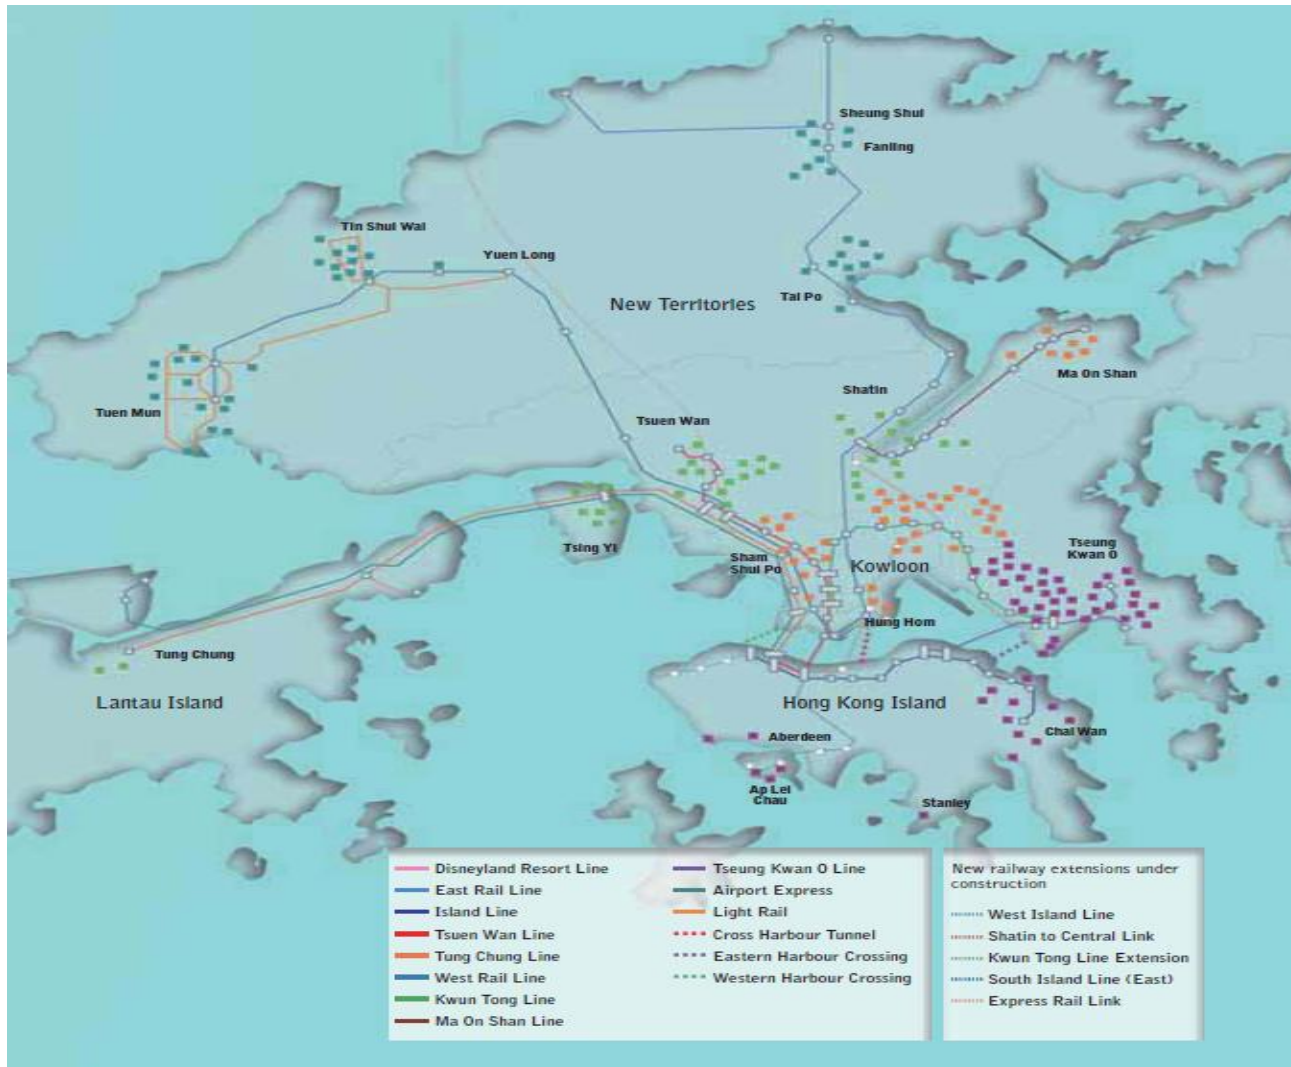 Sheung Shui
Fanling
Tin Shui Wai
Yuen Long
New Territories
Tai Po
Ma On Shan
Shatin
Tuen Mun
Tsuen Wan
Tsing Yi
Sham
Shui Po
Kowloon
Tseung
Kwan O
Hung Hom
Tung Chung
Lantau Island
Hong Kong Island
Aberdeen
Chai Wan
Ap Lei
Chau
Stanley
Disneyland Resort Line
East Rail Line
Island Line
Tsuen Wan Line
Tung Chung Line
West Rail Line
Kwun Tong Line
Ma On Shan Line
Tseung Kwan O Line
Airport Express
Light Rail
Cross Harbour Tunnel
Eastern Harbour Crossing
Western Harbour Crossing
New railway extensions under
construction
West Island Line
Shatin to Central Link
Kwun Tong Line Extension
South Island Line (East)
Express Rail Link